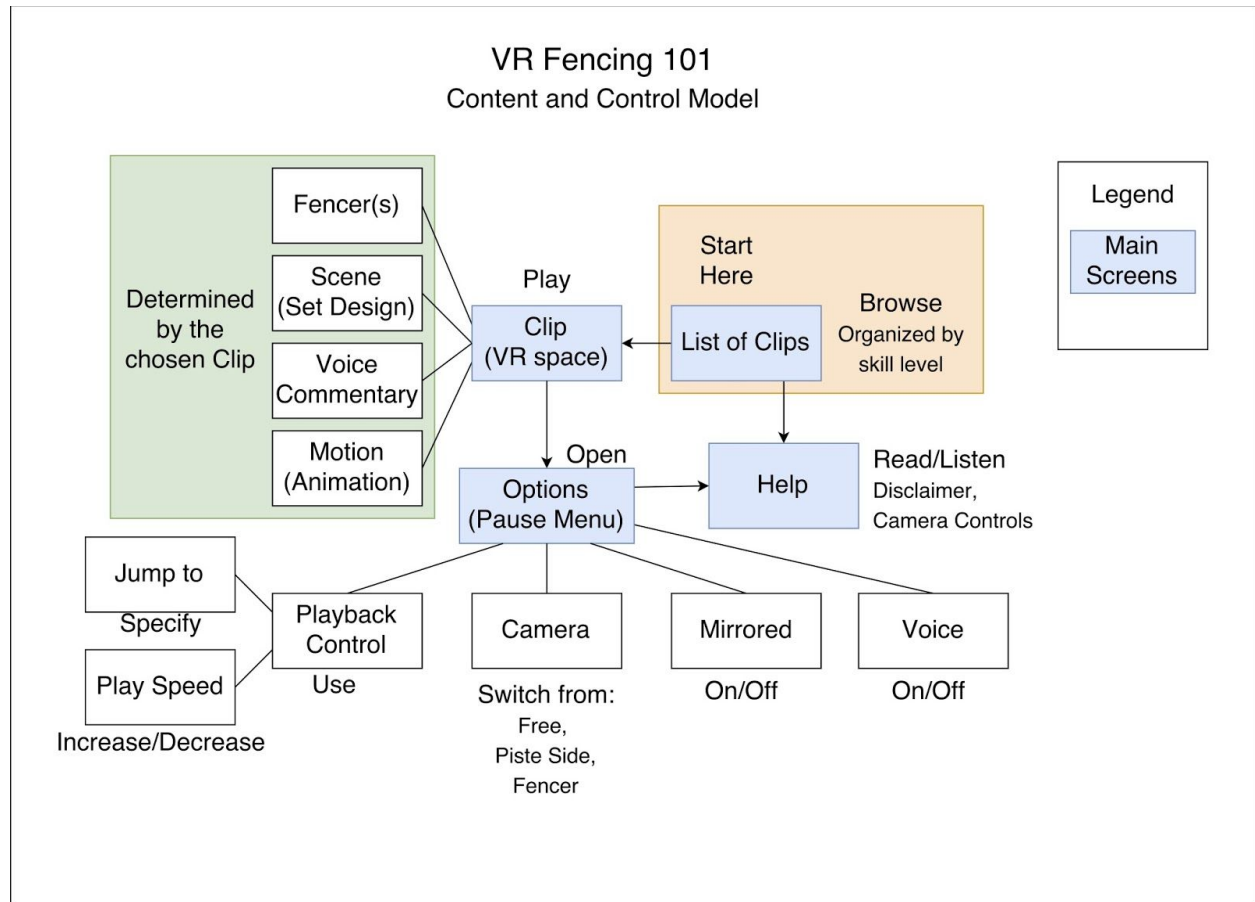 VR Fencing 101
Content and Control Model
Determined
by the
chosen Clip
Fencer(s)
Scene
(Set Design)
Voice
Commentary
Motion
(Animation)
Play
Clip
(VR space)
Start
Here
List of Clips
Browse
Organized by
skill level
Legend
Main
Screens
Open
Options
(Pause Menu)
Help
Read/Listen
Disclaimer,
Camera Controls
Jump to
Specify
Play Speed
Increase/Decrease
Playback
Control
Use
Camera
Switch from:
Free,
Piste Side,
Fencer
Mirrored
On/Off
Voice
On/Off